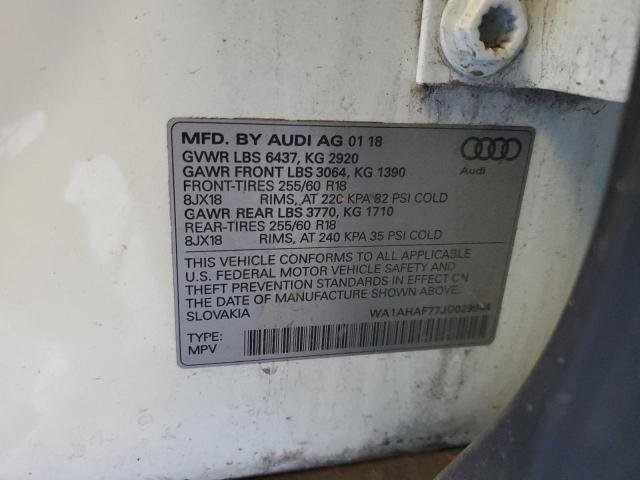 MFD. BY AUDI AG 01 18
GVWR LBS 6437, KG 2920
GAWR FRONT LBS 3064, KG 1390
FRONT-TIRES 255/60 R18
8JX18 RIMS, AT 220 KPA 32 PSI COLD
GAWR REAR LBS 3770, KG 1710
REAR-TIRES 255/60 R18
8JX18 RIMS, AT 240 KPA 35 PSI COLD
Audi
THIS VEHICLE CONFORMS TO ALL APPLICABLE
U.S. FEDERAL MOTOR VEHICLE SAFETY AND
THEFT PREVENTION STANDARDS IN EFFECT ON
THE DATE OF MANUFACTURE SHOWN ABOVE.
SLOVAKIA
TYPE:
MPV